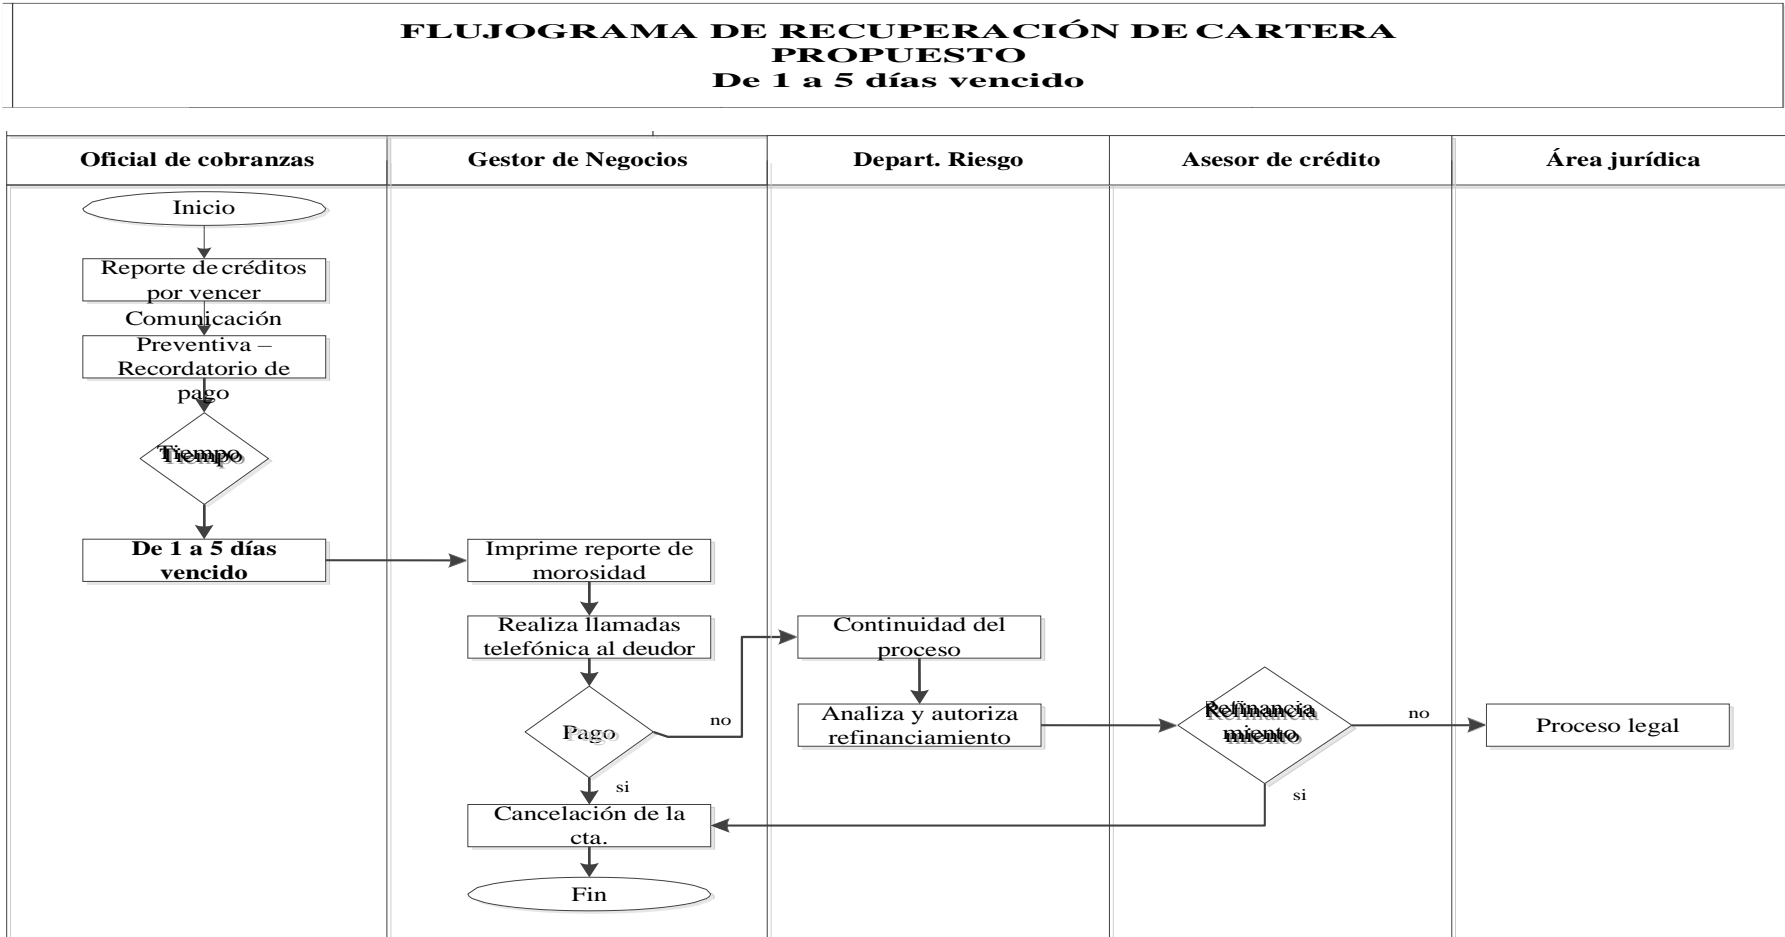 FLUJOGRAMA DE RECUPERACIÓN DE CARTERA
PROPUESTO
De 1 a 5 días vencido
Oficial de cobranzas
Gestor de Negocios
Depart. Riesgo
Asesor de crédito
Área jurídica
Inicio
Reporte de créditos
por vencer
Comunicación
Preventiva –
Recordatorio de
pago
Tiempo
De 1 a 5 días
vencido
Imprime reporte de
morosidad
Realiza llamadas
telefónica al deudor
Pago
no
si
Cancelación de la
cta.
Fin
Continuidad del
proceso
Analiza y autoriza
refinanciamiento
Refinancia
miento
no
si
Proceso legal